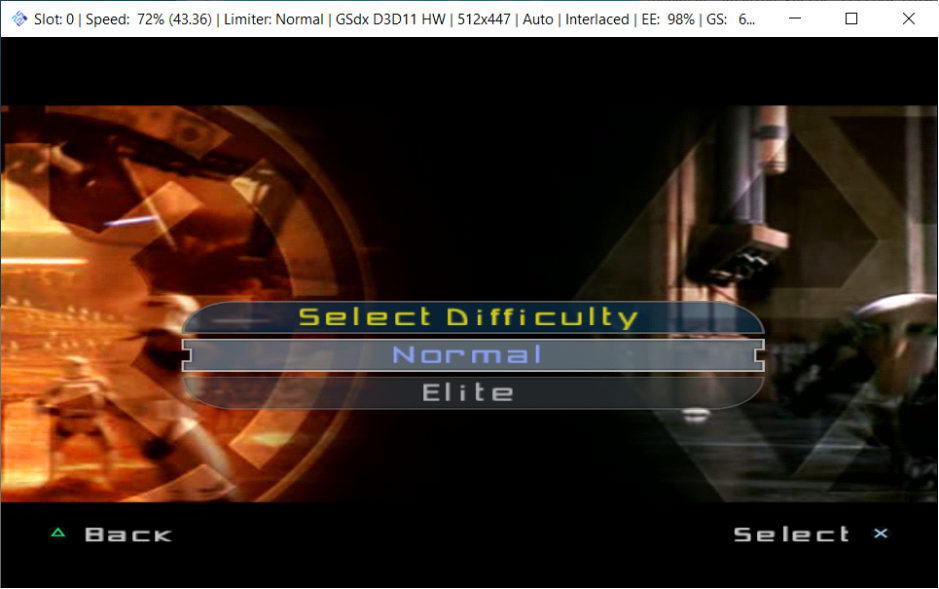 Slot: 0 | Speed: 72% (43.36) | Limiter: Normal | GSdx D3D11 HW | 512x447 | Auto | Interlaced | EE: 98% | GS: 6...
Select Difficulty
Normal
Elite
Back
Select